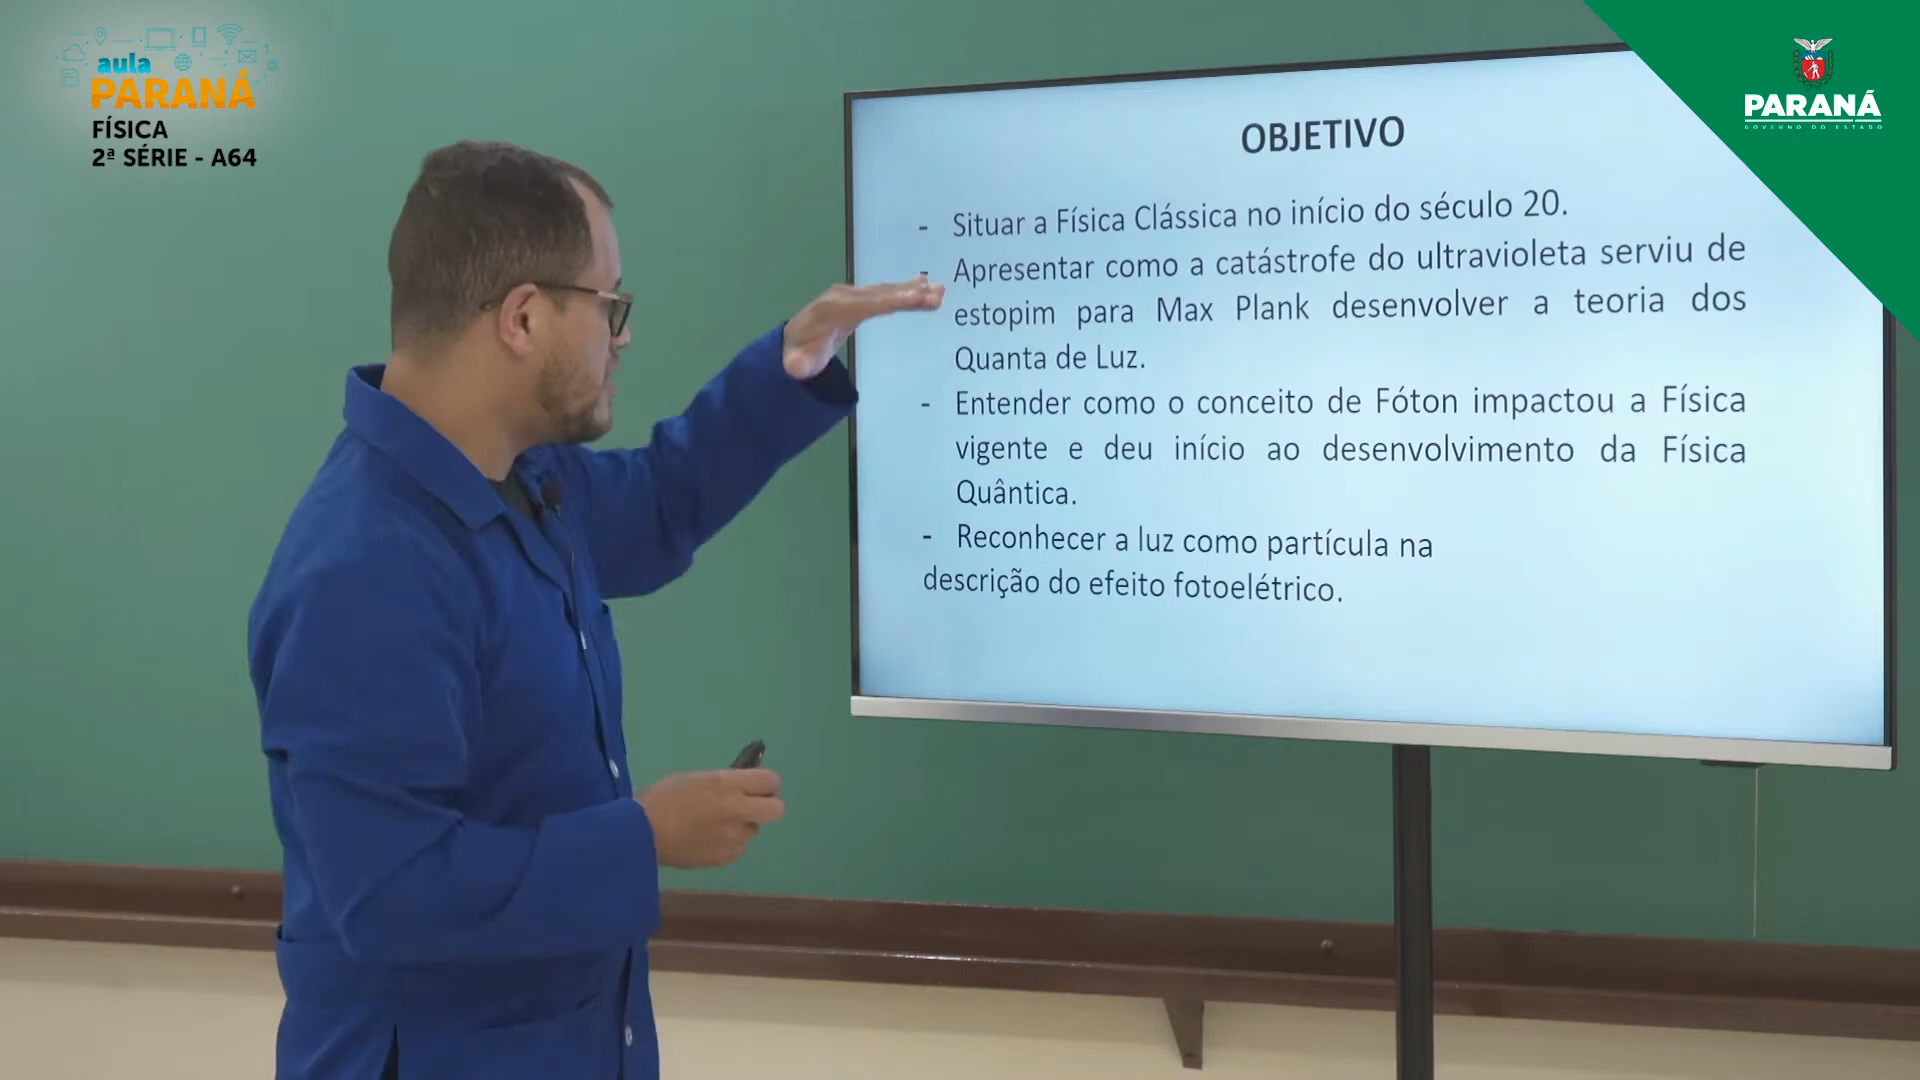 aula
PARANÁ
FÍSICA
2ª SÉRIE - A64
PARANÁ
GOVERNO DO ESTADO
OBJETIVO
- Situar a Física Clássica no início do século 20.
- Apresentar como a catástrofe do ultravioleta serviu de
estopim para Max Plank desenvolver a teoria dos
Quanta de Luz.
- Entender como o conceito de Fóton impactou a Física
vigente e deu início ao desenvolvimento da Física
Quântica.
- Reconhecer a luz como partícula na
descrição do efeito fotoelétrico.